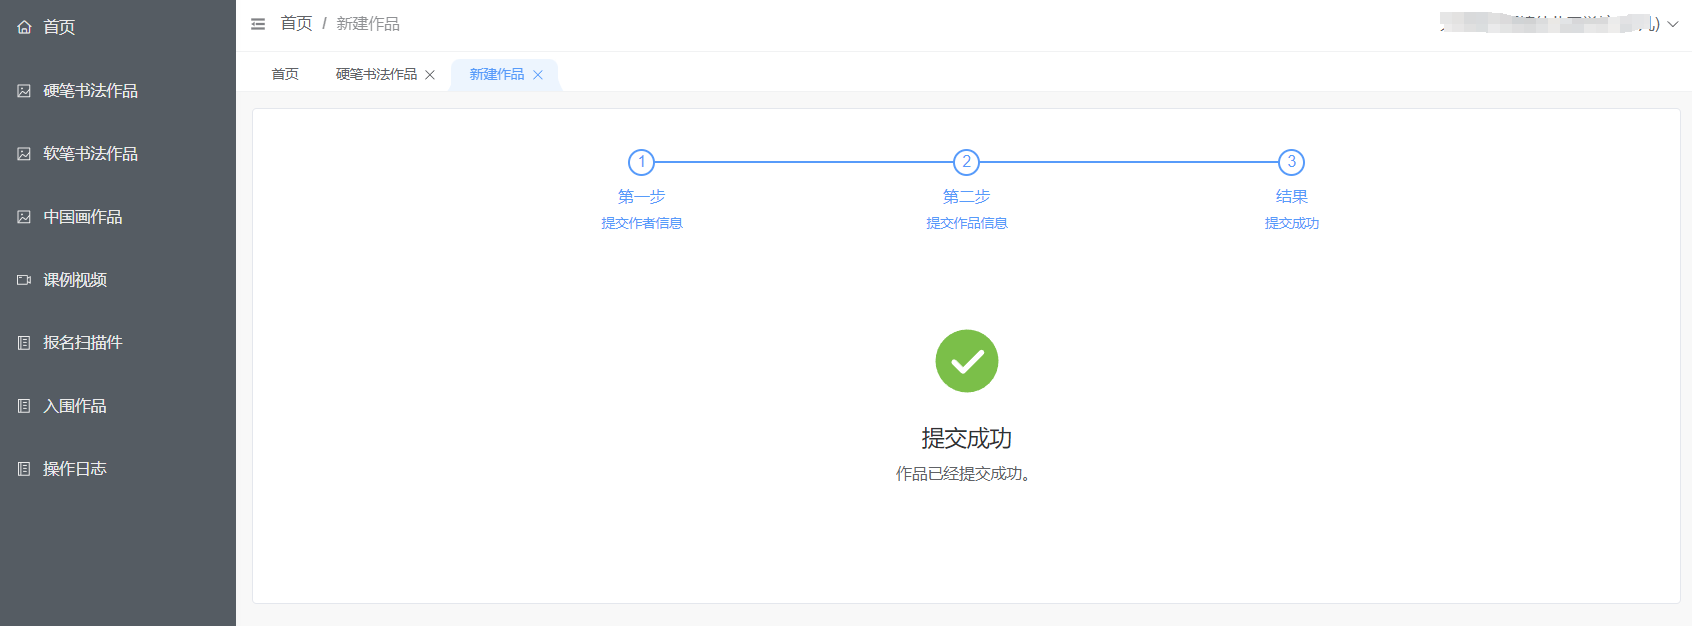 首页
硬笔书法作品
软笔书法作品
中国画作品
课例视频
报名扫描件
入围作品
操作日志
首页 / 新建作品
首页 硬笔书法作品 新建作品
1 2 3
第一步 第二步 结果
提交作者信息 提交作品信息 提交成功
提交成功
作品已经提交成功。